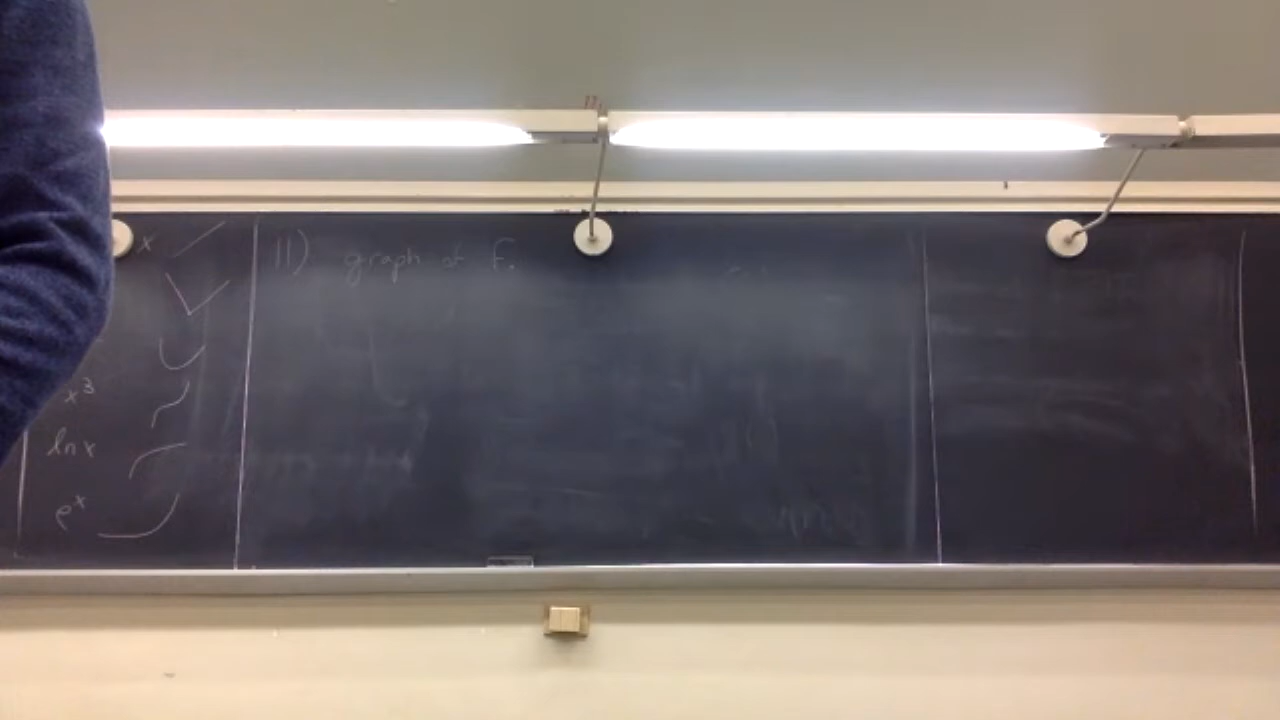 x
x³
ln x
eˣ
11) graph of f.